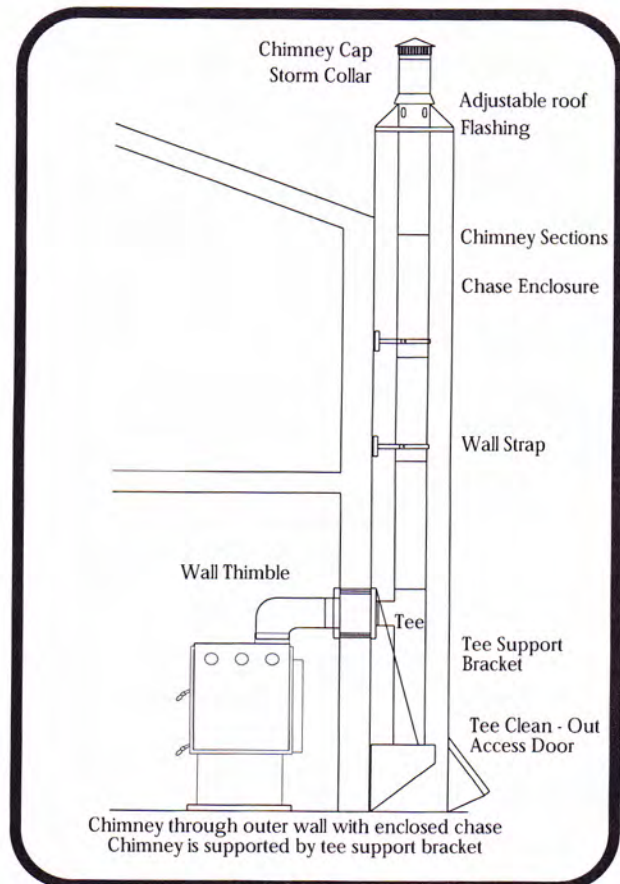 Chimney Cap
Storm Collar
Adjustable roof
Flashing
Chimney Sections
Chase Enclosure
Wall Strap
Wall Thimble
Tee
Tee Support
Bracket
Tee Clean - Out
Access Door
Chimney through outer wall with enclosed chase
Chimney is supported by tee support bracket